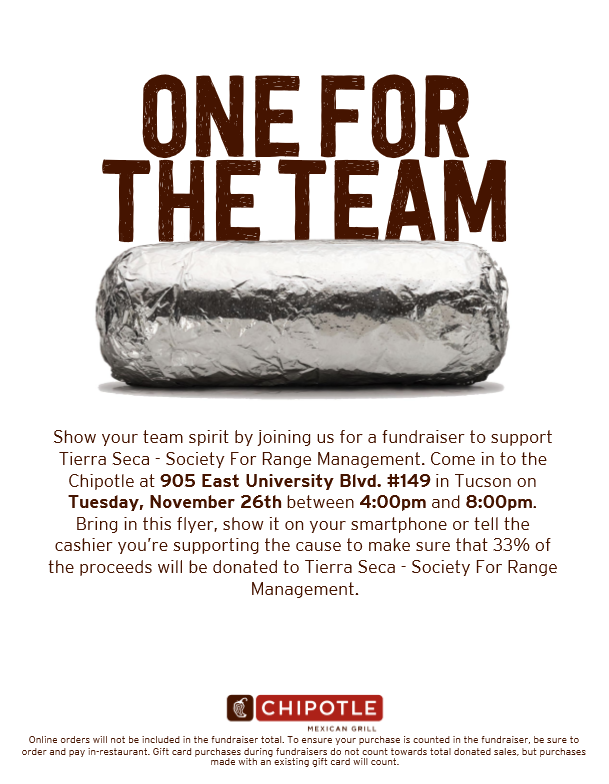 ONE FOR
THE TEAM
Show your team spirit by joining us for a fundraiser to support
Tierra Seca - Society For Range Management. Come in to the
Chipotle at 905 East University Blvd. #149 in Tucson on
Tuesday, November 26th between 4:00pm and 8:00pm.
Bring in this flyer, show it on your smartphone or tell the
cashier you’re supporting the cause to make sure that 33% of
the proceeds will be donated to Tierra Seca - Society For Range
Management.
CHIPOTLE
MEXICAN GRILL
Online orders will not be included in the fundraiser total. To ensure your purchase is counted in the fundraiser, be sure to
order and pay in-restaurant. Gift card purchases during fundraisers do not count towards total donated sales, but purchases
made with an existing gift card will count.